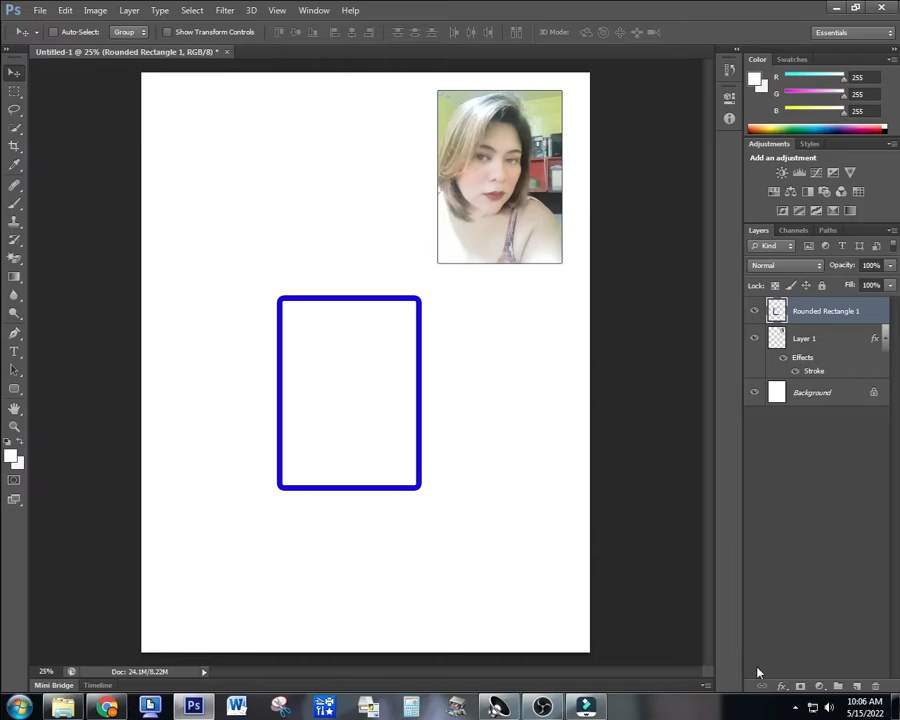 Ps File Edit Image Layer Type Select Filter 3D View Window Help
Auto-Select: Group Show Transform Controls 3D Mode: Essentials
Untitled-1 @ 25% (Rounded Rectangle 1, RGB/8) * ×
Color Swatches
R 255
G 255
B 255
Adjustments Styles
Add an adjustment
Layers Channels Paths
Kind
Normal Opacity: 100%
Lock: Fill: 100%
Rounded Rectangle 1
Layer 1 fx
Effects
Stroke
Background
25% Doc: 24.1M/8.22M
Mini Bridge Timeline
10:06 AM
5/15/2022